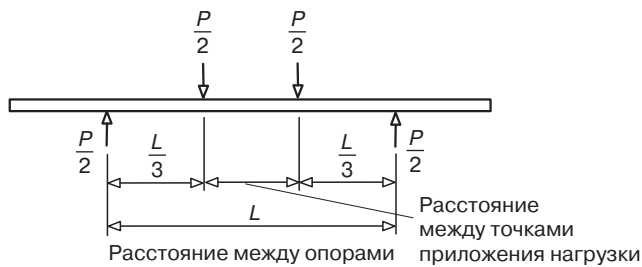 P/2 P/2
P/2 L/3 L/3 P/2
L
Расстояние между опорами
Расстояние
между точками
приложения нагрузки